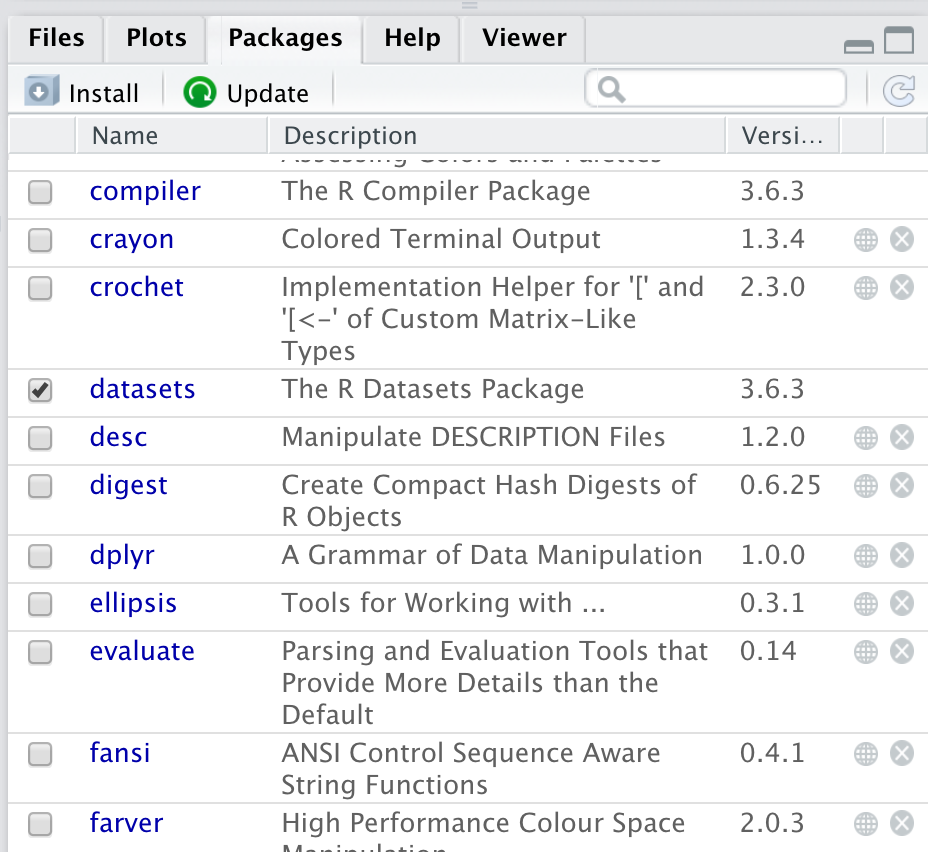 Files Plots Packages Help Viewer
Install Update
Name Description Versi...
Assessing Colors and Palettes
compiler The R Compiler Package 3.6.3
crayon Colored Terminal Output 1.3.4
crochet Implementation Helper for '[' and 2.3.0
'[<-' of Custom Matrix-Like
Types
datasets The R Datasets Package 3.6.3
desc Manipulate DESCRIPTION Files 1.2.0
digest Create Compact Hash Digests of 0.6.25
R Objects
dplyr A Grammar of Data Manipulation 1.0.0
ellipsis Tools for Working with ... 0.3.1
evaluate Parsing and Evaluation Tools that 0.14
Provide More Details than the
Default
fansi ANSI Control Sequence Aware 0.4.1
String Functions
farver High Performance Colour Space 2.0.3
Manipulation